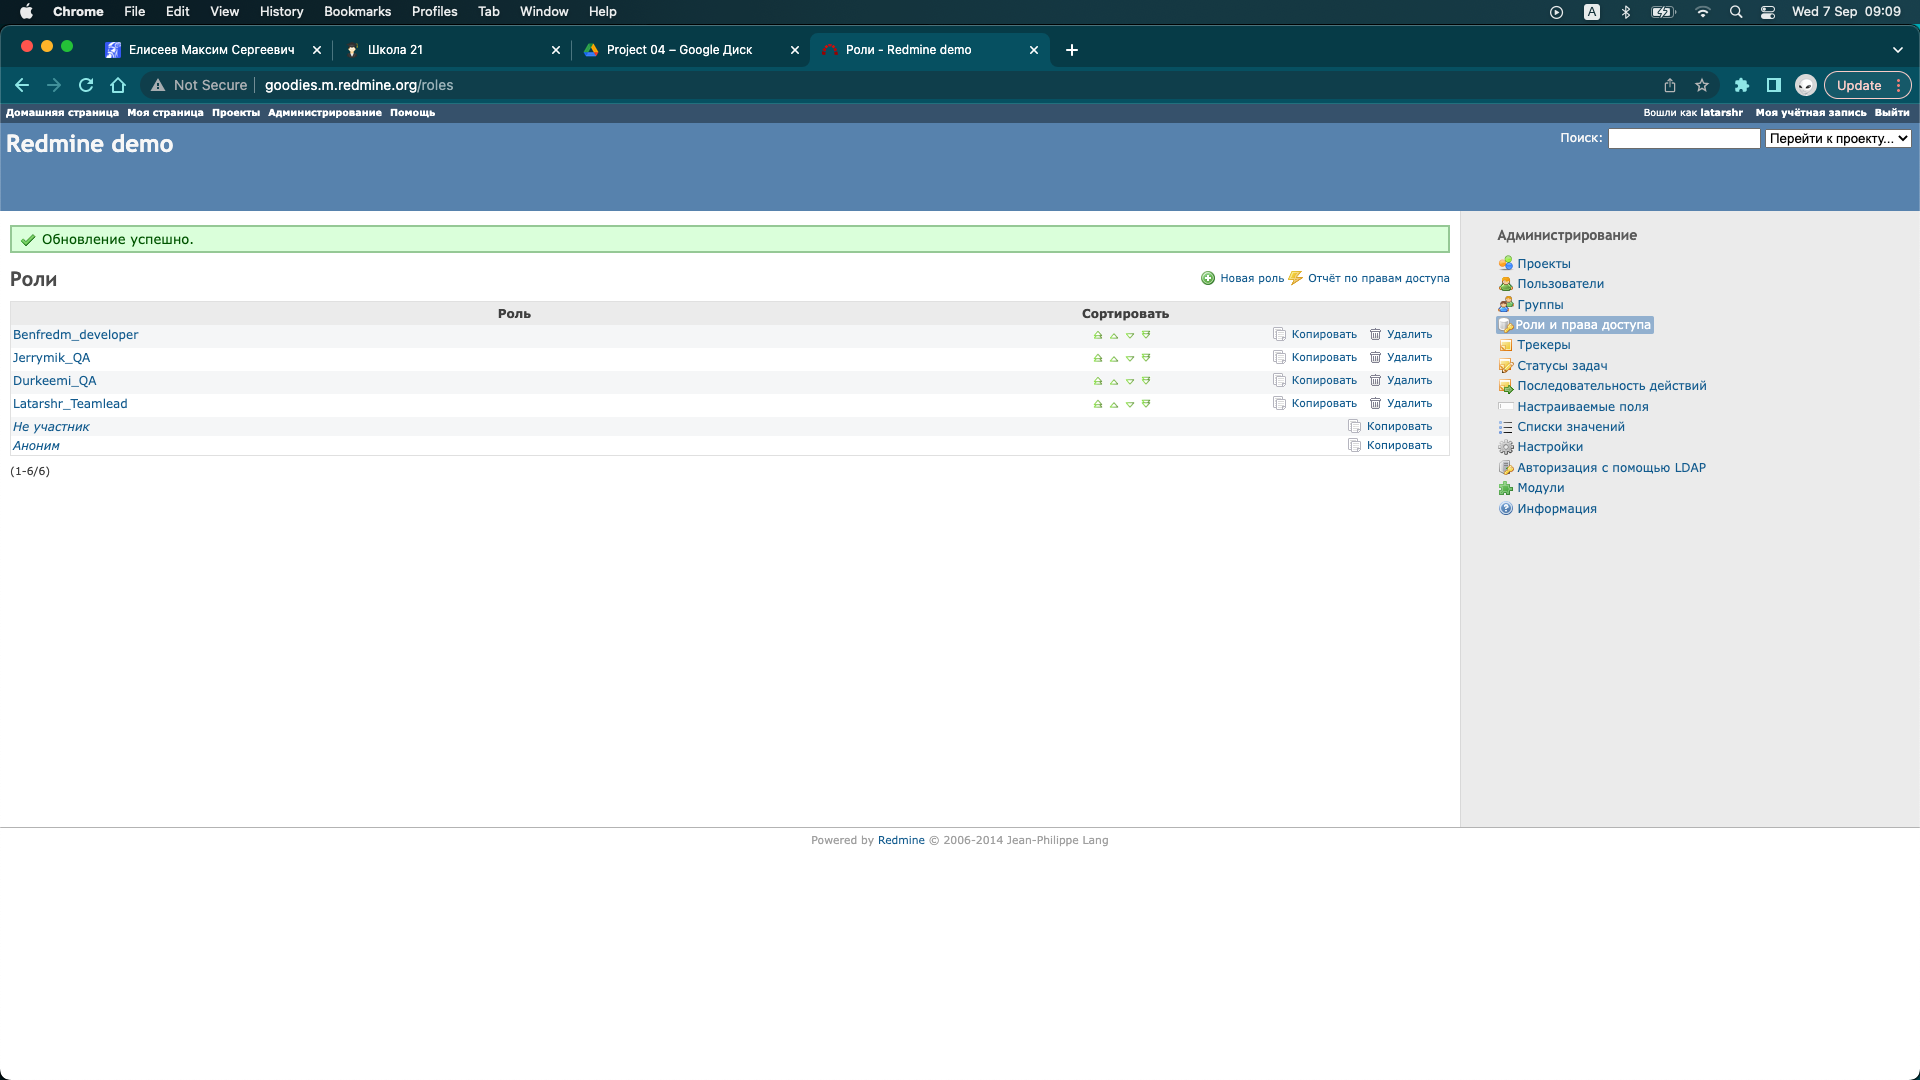 Chrome File Edit View History Bookmarks Profiles Tab Window Help A Wed 7 Sep 09:09
Елисеев Максим Сергеевич Школа 21 Project 04 – Google Диск Роли - Redmine demo
Not Secure goodies.m.redmine.org/roles Update
Домашняя страница Моя страница Проекты Администрирование Помощь Вошли как latarshr Моя учётная запись Выйти
Redmine demo Поиск: Перейти к проекту...
Обновление успешно.
Роли Новая роль Отчёт по правам доступа
Роль Сортировать
Benfredm_developer Копировать Удалить
Jerrymik_QA Копировать Удалить
Durkeemi_QA Копировать Удалить
Latarshr_Teamlead Копировать Удалить
Не участник Копировать
Аноним Копировать
(1-6/6)
Администрирование
Проекты
Пользователи
Группы
Роли и права доступа
Трекеры
Статусы задач
Последовательность действий
Настраиваемые поля
Списки значений
Настройки
Авторизация с помощью LDAP
Модули
Информация
Powered by Redmine © 2006-2014 Jean-Philippe Lang